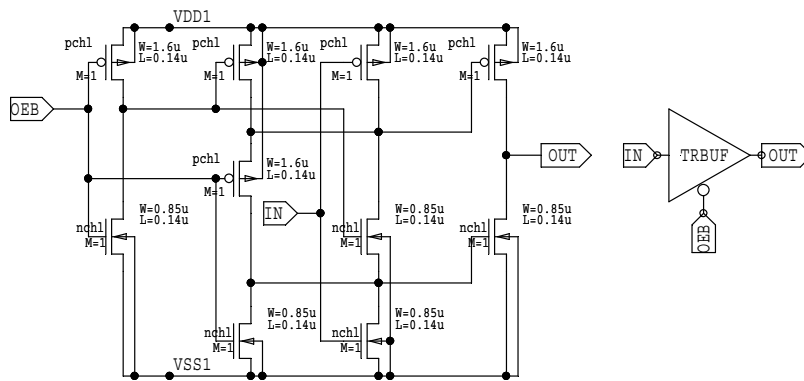 VDD1
pchl
W=1.6u
L=0.14u
M=1
pchl
W=1.6u
L=0.14u
M=1
pchl
W=1.6u
L=0.14u
M=1
pchl
W=1.6u
L=0.14u
M=1
OEB
pchl
W=1.6u
L=0.14u
M=1
OUT
IN
TRBUF
OUT
OEB
IN
nchl
W=0.85u
L=0.14u
M=1
nchl
W=0.85u
L=0.14u
M=1
nchl
W=0.85u
L=0.14u
M=1
nchl
W=0.85u
L=0.14u
M=1
nchl
W=0.85u
L=0.14u
M=1
VSS1